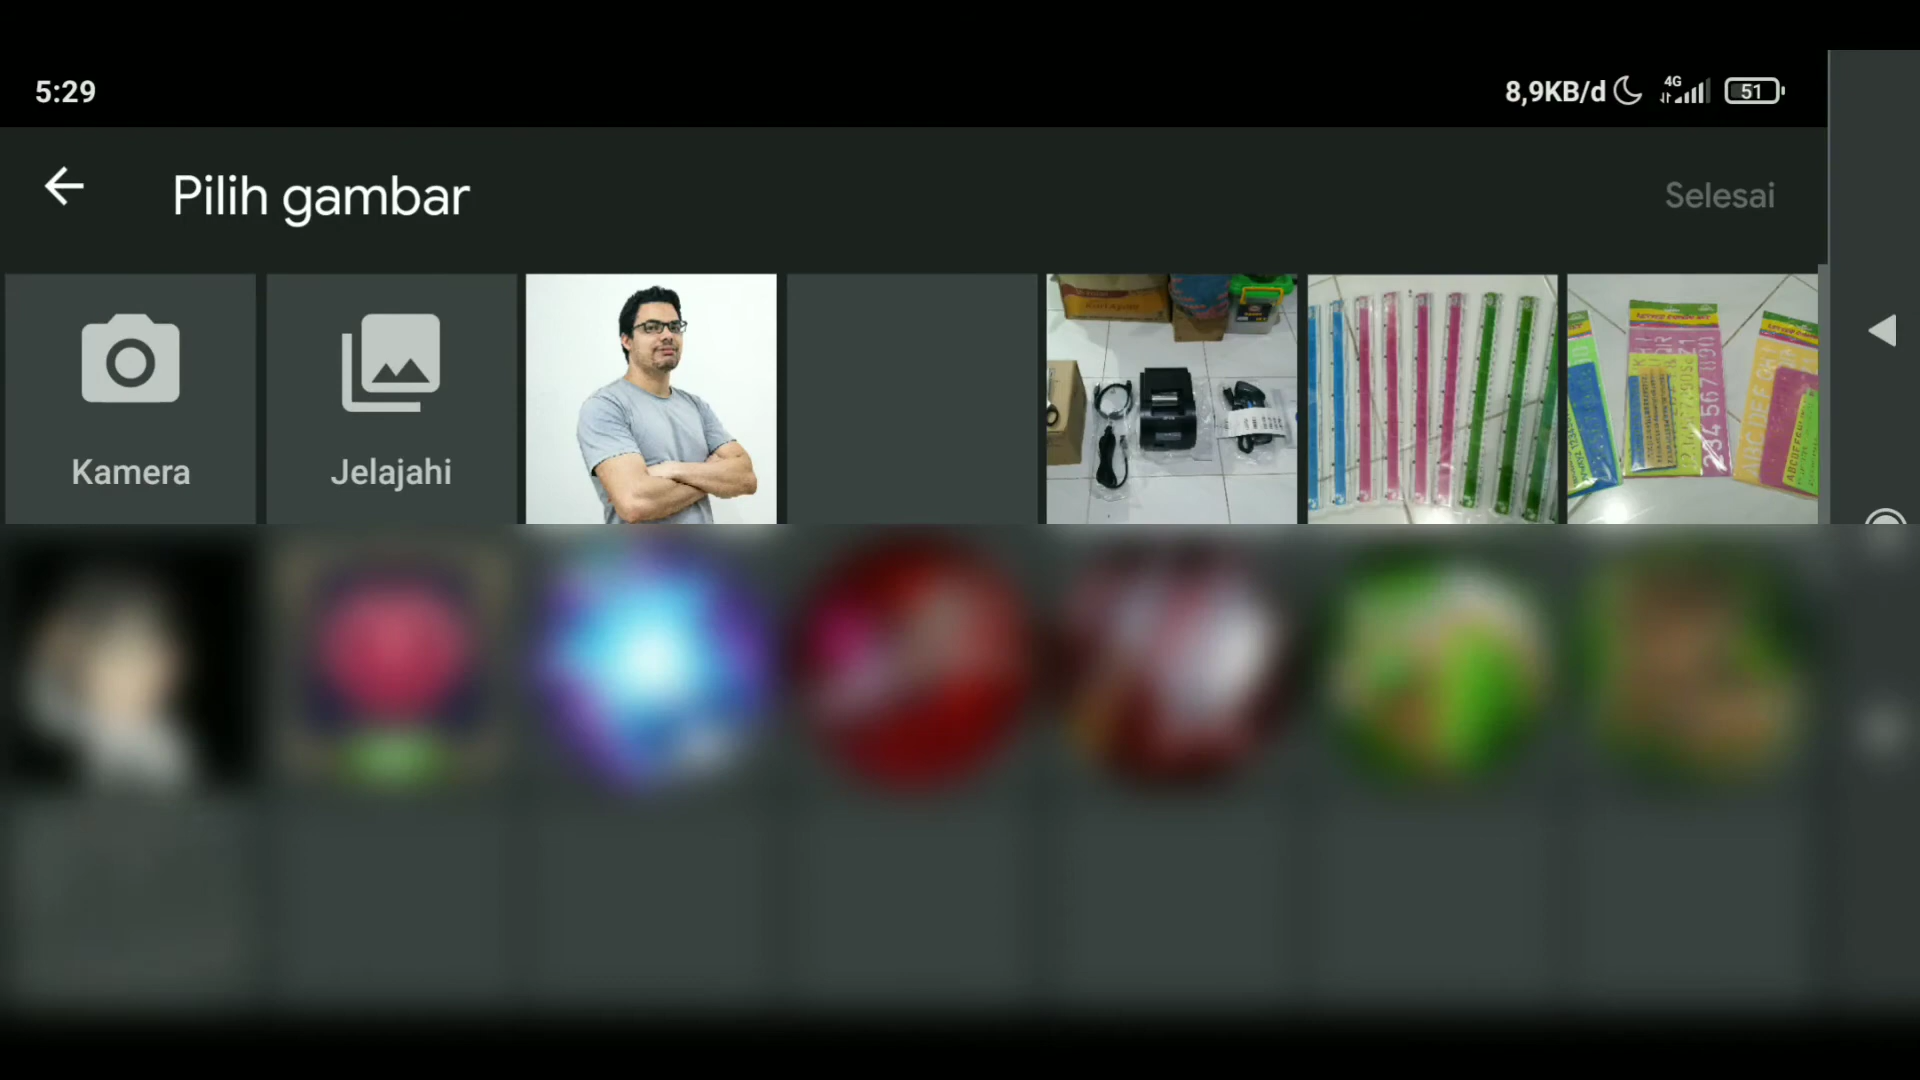 5:29
8,9KB/d
4G
51
Pilih gambar
Selesai
Kamera
Jelajahi